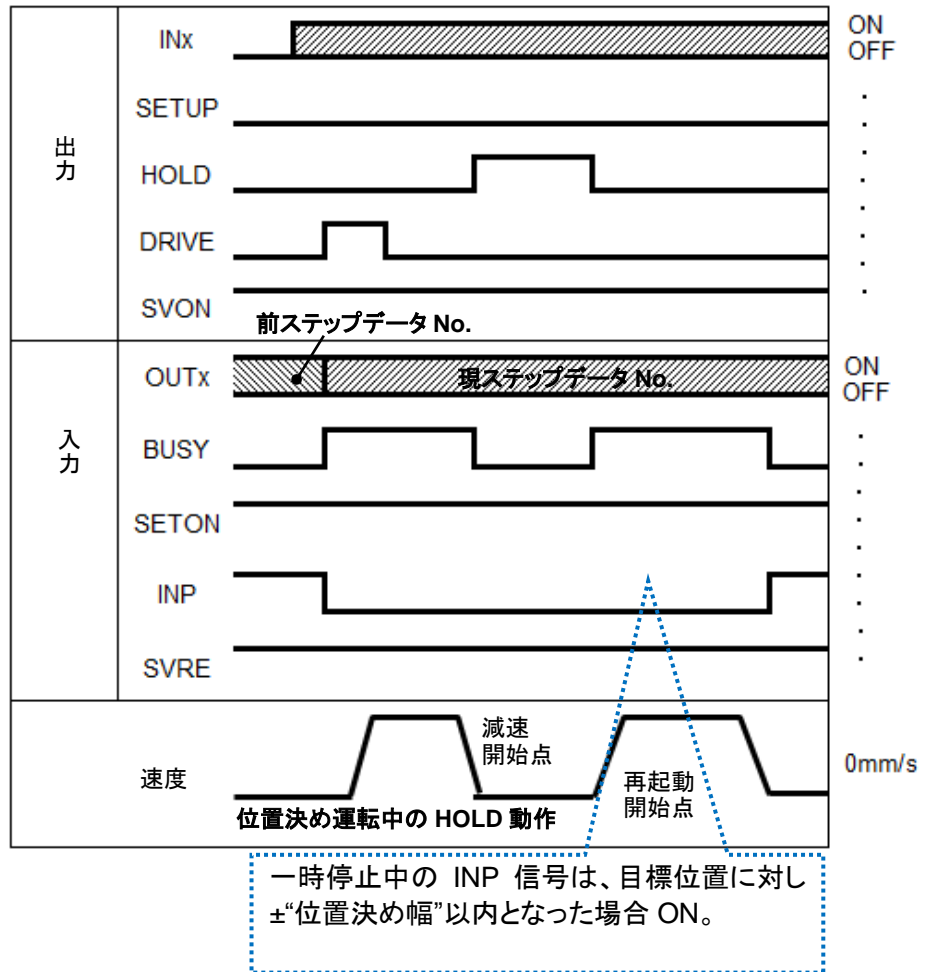 INx
ON
OFF
SETUP
出力
HOLD
DRIVE
SVON
前ステップデータ No.
OUTx
現ステップデータ No.
ON
OFF
入力
BUSY
SETON
INP
SVRE
速度
減速
開始点
再起動
開始点
0mm/s
位置決め運転中の HOLD 動作
一時停止中の INP 信号は、目標位置に対し
±“位置決め幅”以内となった場合 ON。